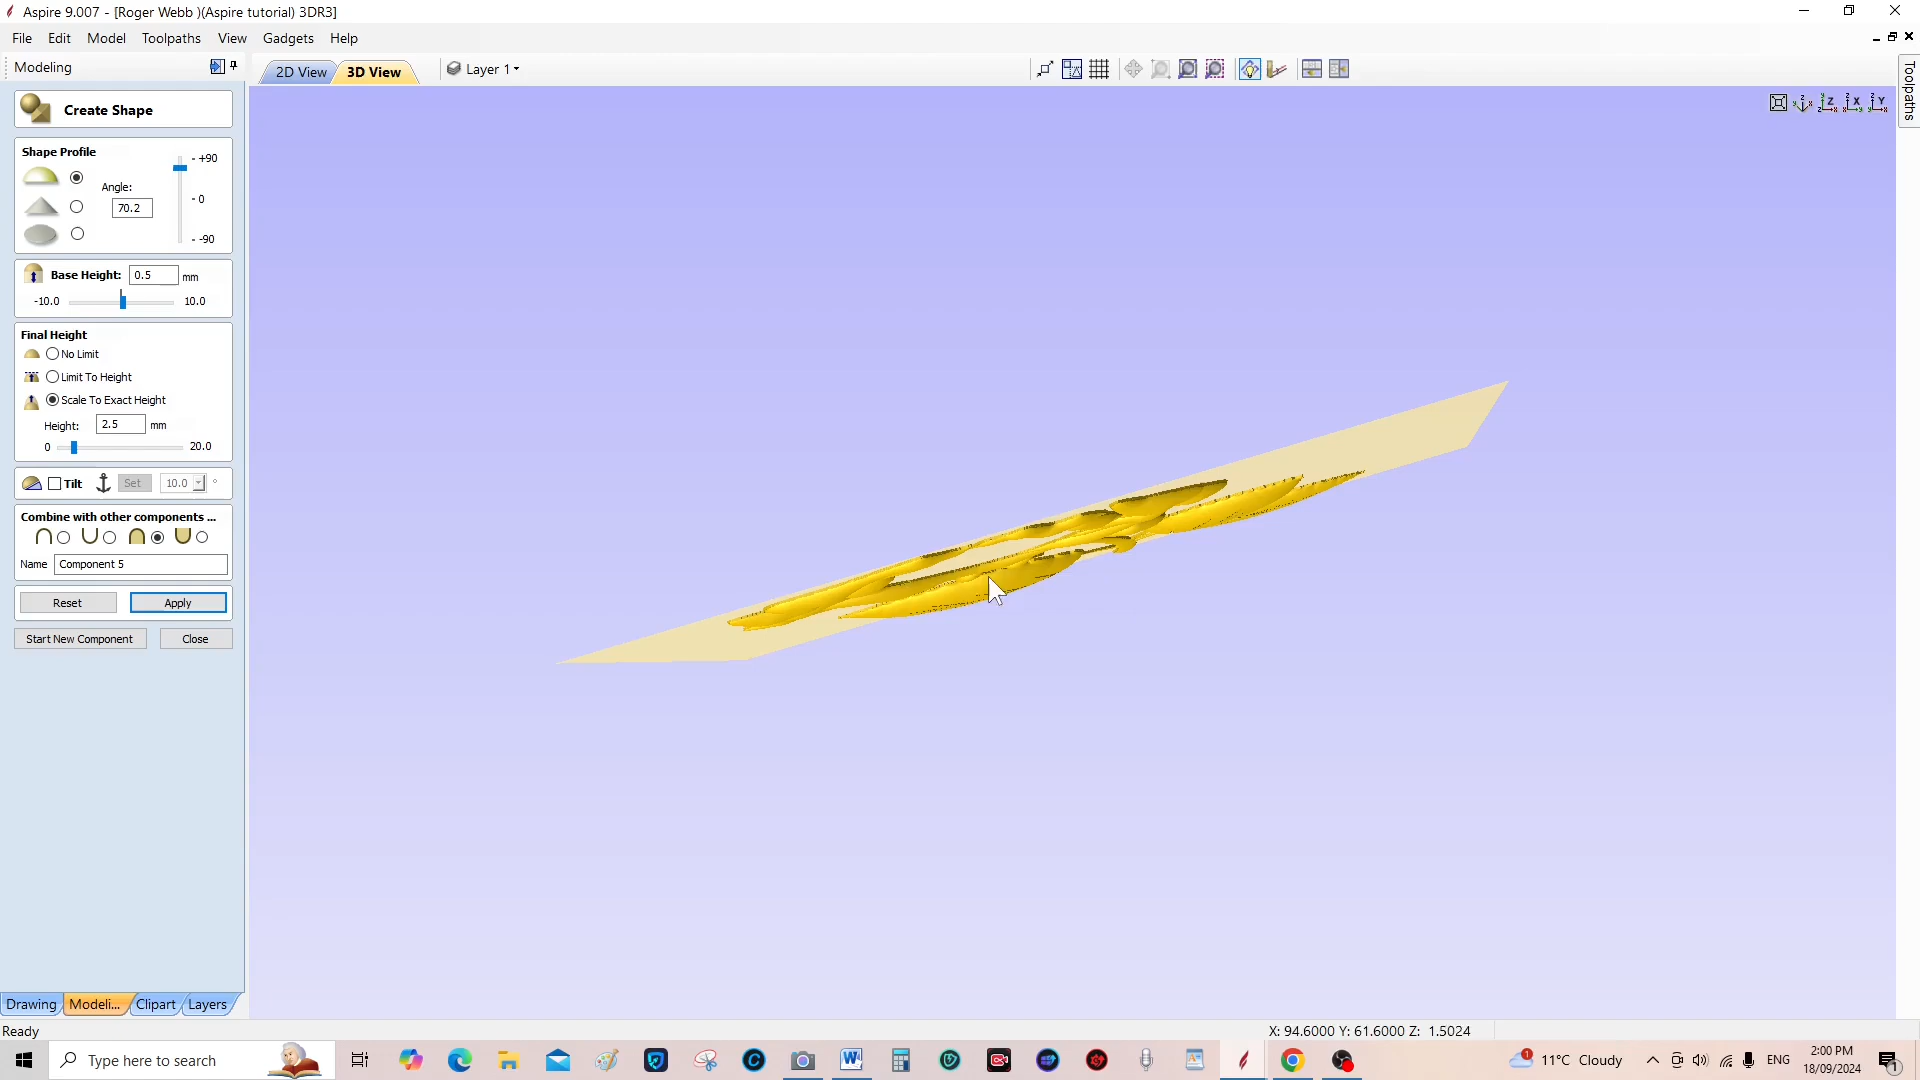 Aspire 9.007 - [Roger Webb )(Aspire tutorial) 3DR3]
File Edit Model Toolpaths View Gadgets Help
Modeling
2D View 3D View Layer 1
Toolpaths
Create Shape
Shape Profile
Angle:
70.2
- +90
- 0
- -90
Base Height: 0.5 mm
-10.0 10.0
Final Height
No Limit
Limit To Height
Scale To Exact Height
Height: 2.5 mm
0 20.0
Tilt Set 10.0 °
Combine with other components ...
Name Component 5
Reset Apply
Start New Component Close
Drawing Modeli... Clipart Layers
Ready X: 94.6000 Y: 61.6000 Z: 1.5024
Type here to search 11°C Cloudy ENG 2:00 PM
18/09/2024